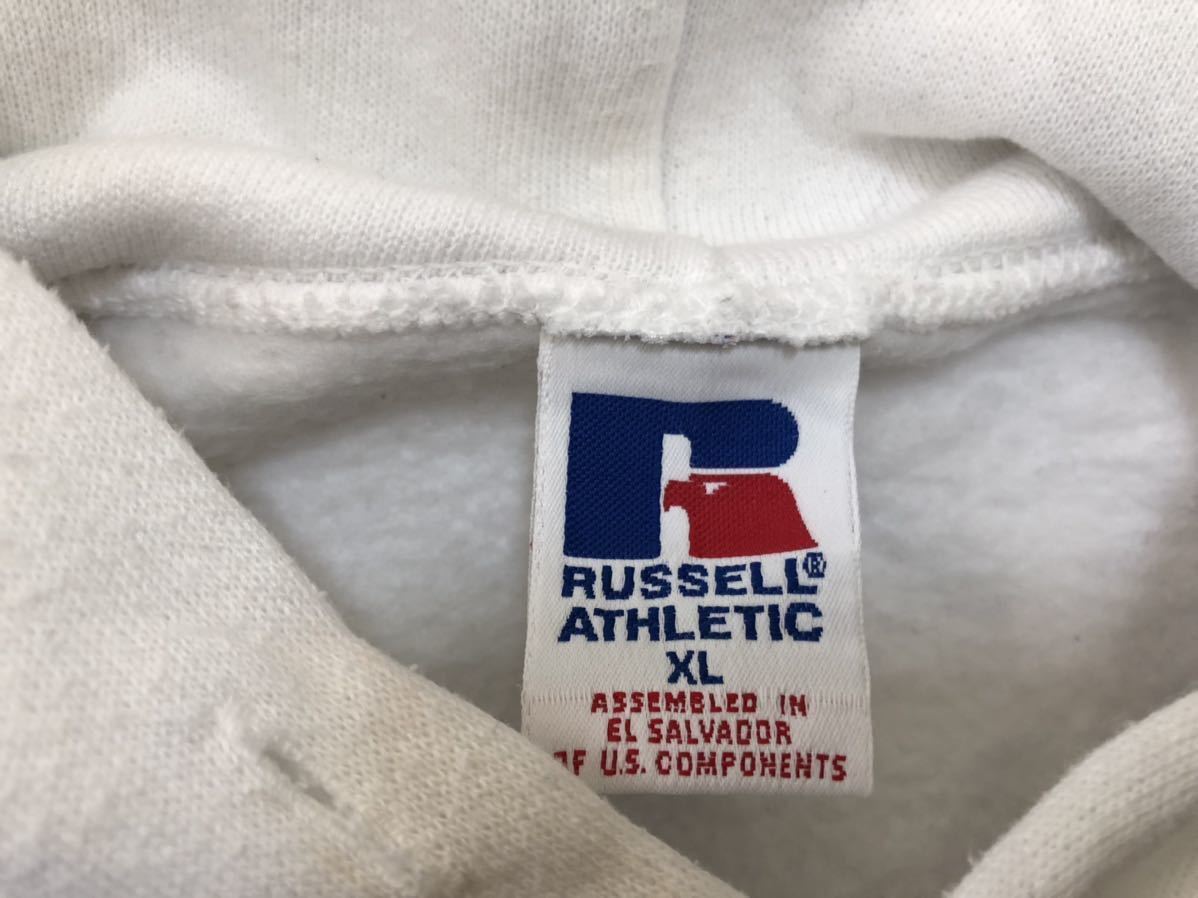 RUSSELL®
ATHLETIC
XL
ASSEMBLED IN
EL SALVADOR
OF U.S. COMPONENTS